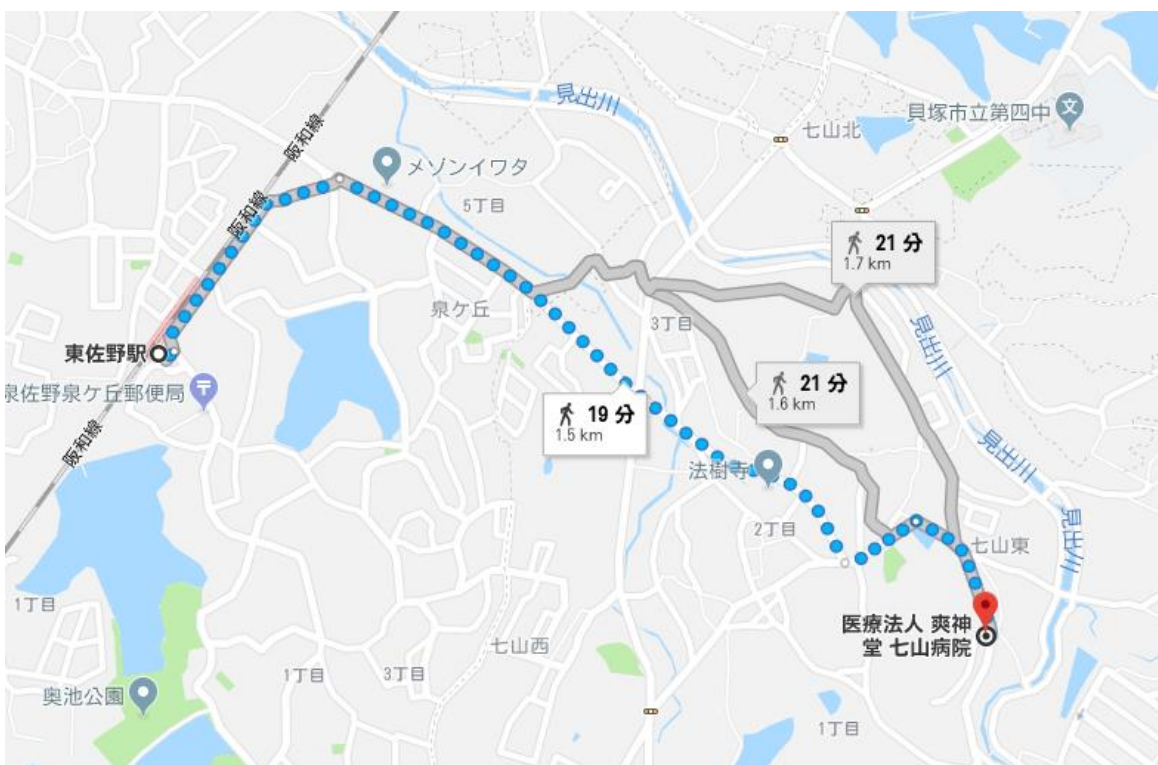 阪和線
見出川
七山北
貝塚市立第四中
文
メゾンイワタ
阪和線
5丁目
21 分
1.7 km
泉ケ丘
3丁目
見出川
東佐野駅
泉佐野泉ケ丘郵便局
〒
21 分
1.6 km
19 分
1.5 km
阪和線
見出川
法樹寺
2丁目
見出川
七山東
1丁目
医療法人 爽神
堂 七山病院
七山西
3丁目
1丁目
奥池公園
1丁目